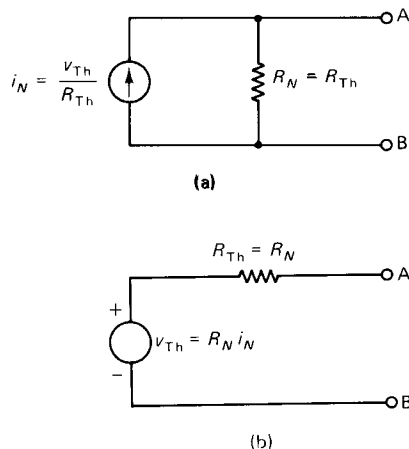 A
i_N = v_Th / R_Th
R_N = R_Th
B
(a)
R_Th = R_N
A
+
v_Th = R_N i_N
−
B
(b)